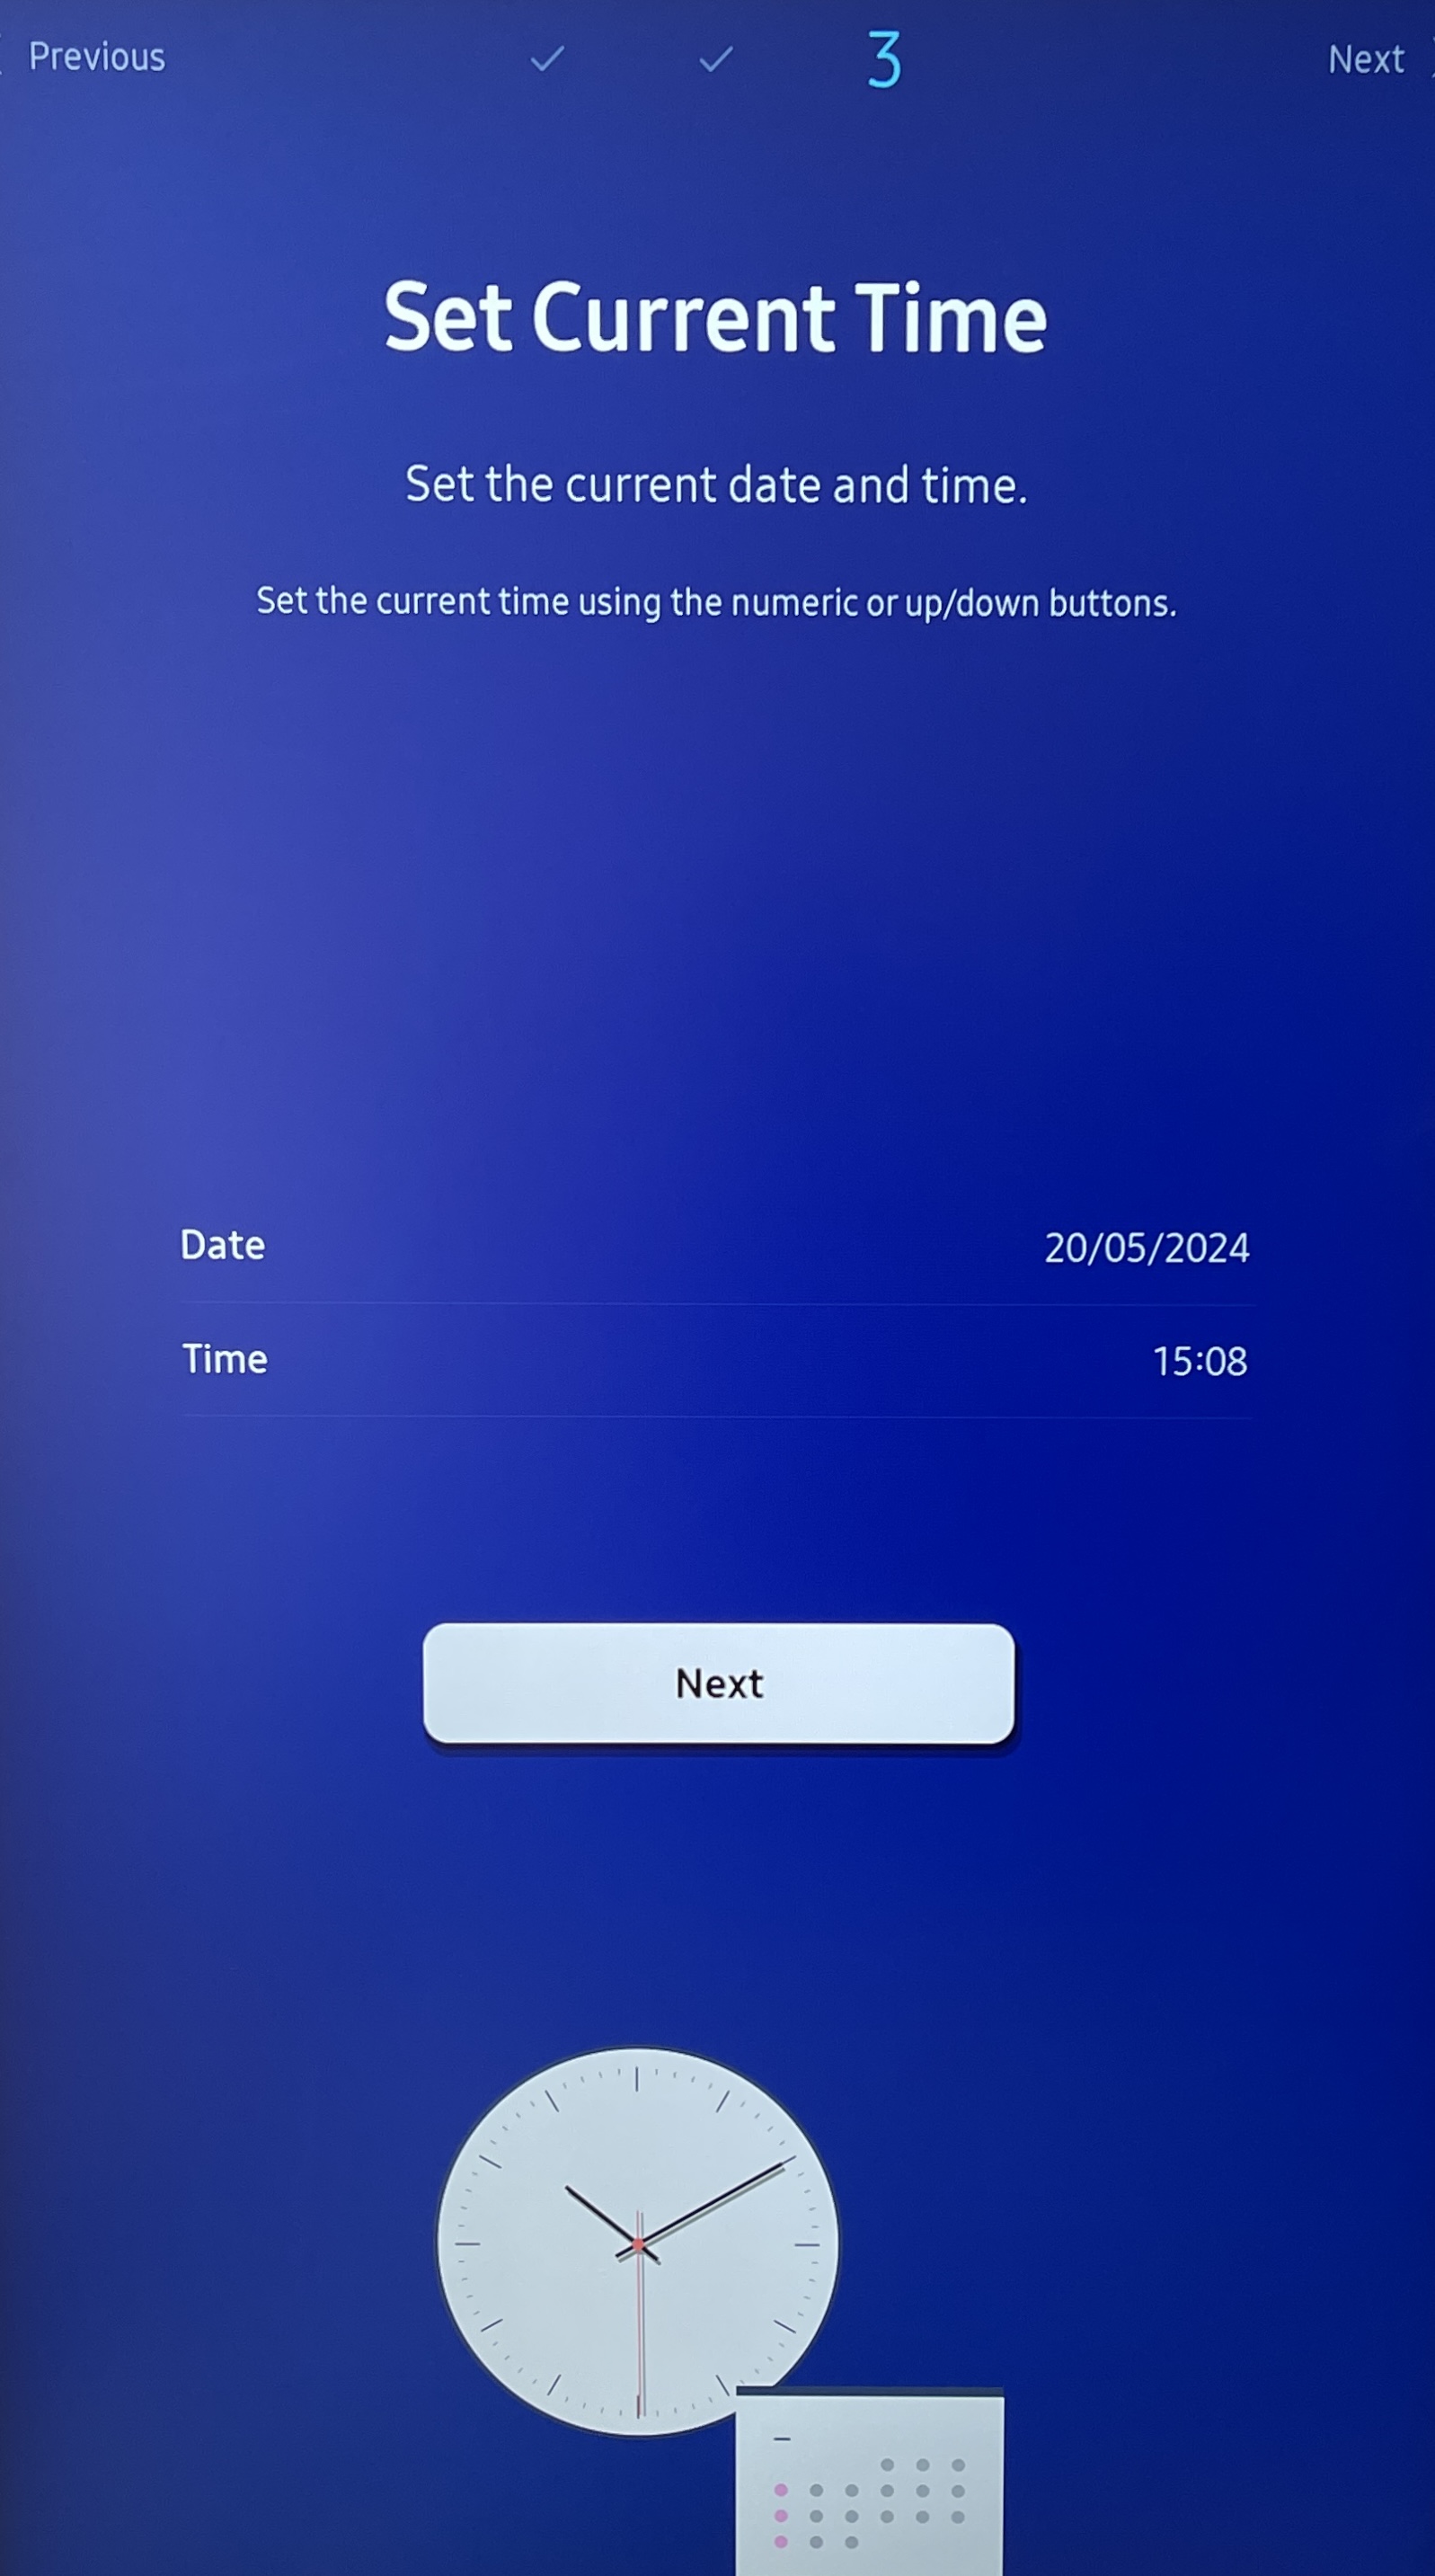 Previous
3
Next
Set Current Time
Set the current date and time.
Set the current time using the numeric or up/down buttons.
Date 20/05/2024
Time 15:08
Next